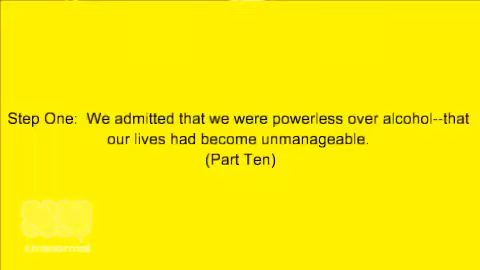 Step One:  We admitted that we were powerless over alcohol--that
our lives had become unmanageable.
(Part Ten)